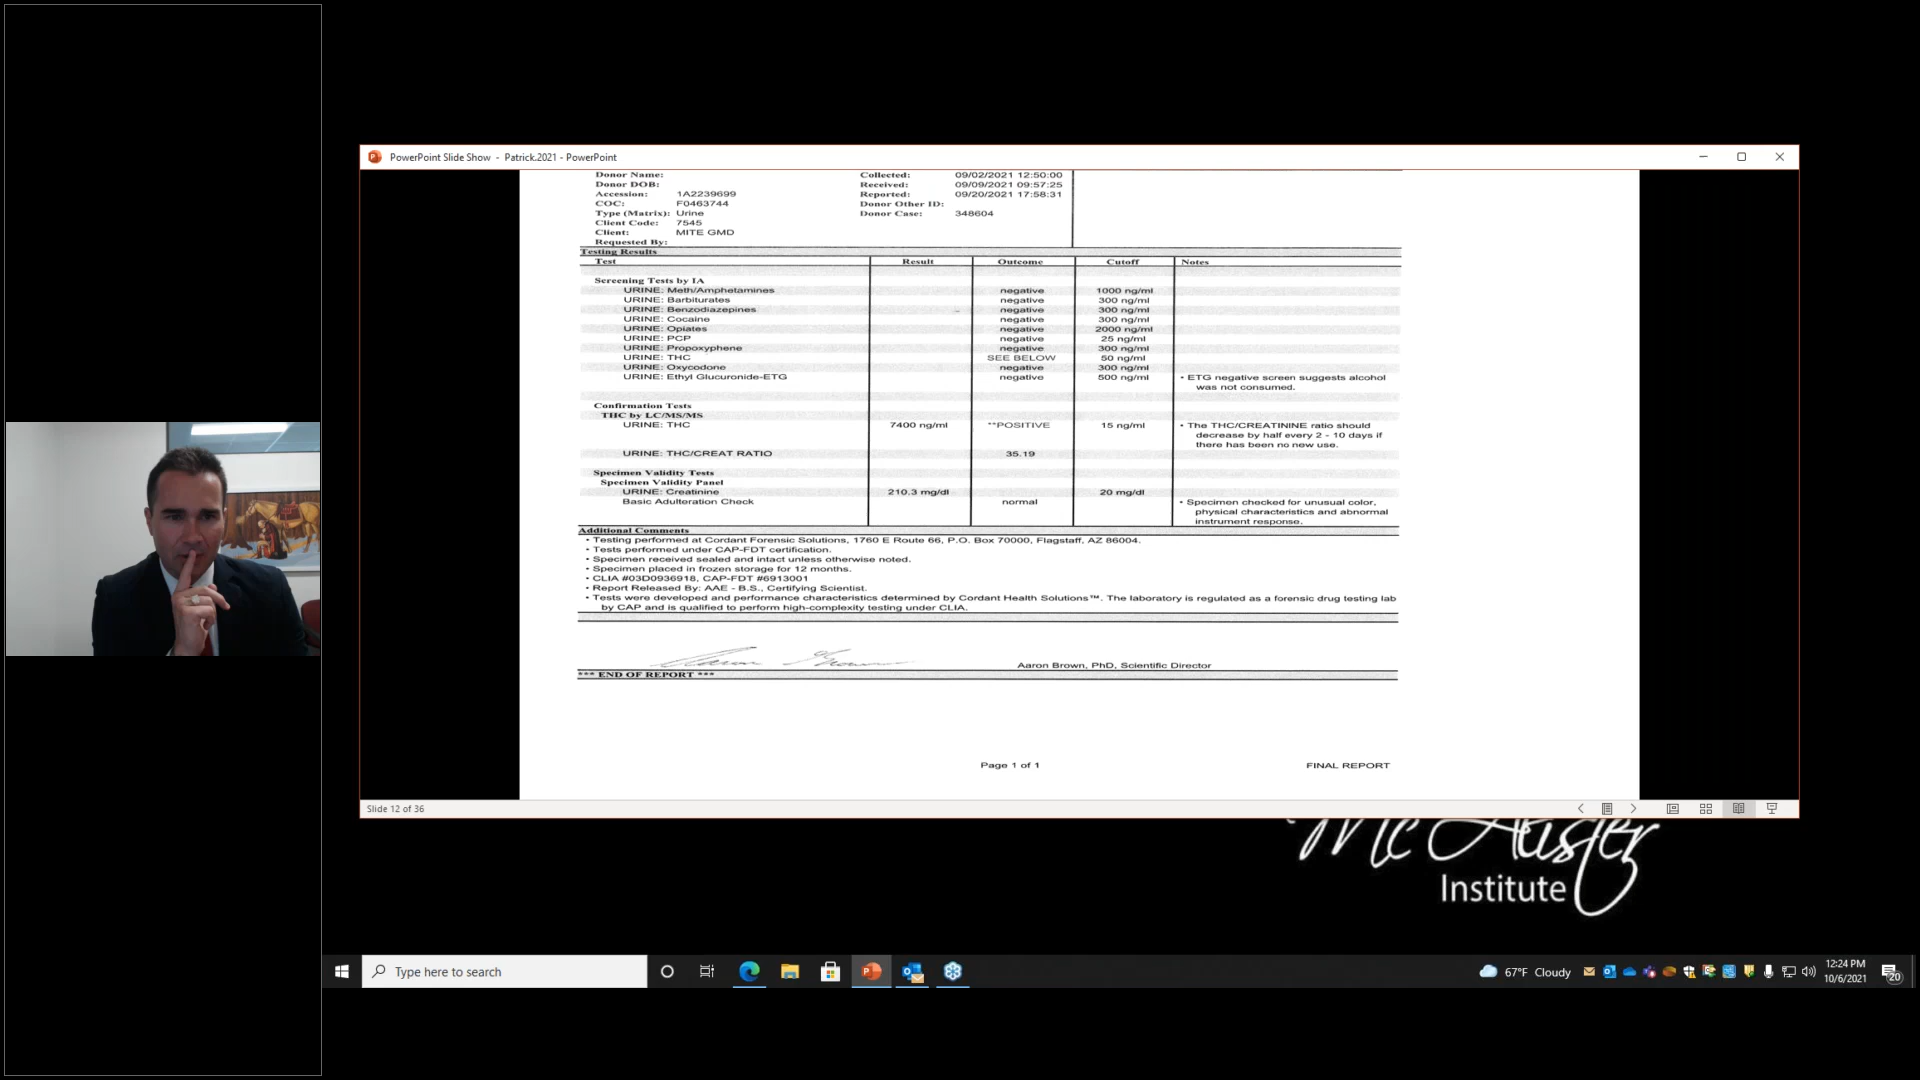 PowerPoint Slide Show - Patrick.2021 - PowerPoint
Donor Name:
Donor DOB:
Accession: 1A2239699
COC: F0463744
Type (Matrix): Urine
Client Code: 7545
Client: MITE GMD
Requested By:
Collected: 09/02/2021 12:50:00
Received: 09/09/2021 09:57:25
Reported: 09/20/2021 17:58:31
Donor Other ID:
Donor Case: 348604
Testing Results
Test Result Outcome Cutoff Notes
Screening Tests by IA
URINE: Meth/Amphetamines negative 1000 ng/ml
URINE: Barbiturates negative 300 ng/ml
URINE: Benzodiazepines negative 300 ng/ml
URINE: Cocaine negative 300 ng/ml
URINE: Opiates negative 2000 ng/ml
URINE: PCP negative 25 ng/ml
URINE: Propoxyphene negative 300 ng/ml
URINE: THC SEE BELOW 50 ng/ml
URINE: Oxycodone negative 300 ng/ml
URINE: Ethyl Glucuronide-ETG negative 500 ng/ml • ETG negative screen suggests alcohol
was not consumed.
Confirmation Tests
THC by LC/MS/MS
URINE: THC 7400 ng/ml **POSITIVE 15 ng/ml • The THC/CREATININE ratio should
decrease by half every 2 - 10 days if
there has been no new use.
URINE: THC/CREAT RATIO 35.19
Specimen Validity Tests
Specimen Validity Panel
URINE: Creatinine 210.3 mg/dl 20 mg/dl
Basic Adulteration Check normal • Specimen checked for unusual color,
physical characteristics and abnormal
instrument response.
Additional Comments
• Testing performed at Cordant Forensic Solutions, 1760 E Route 66, P.O. Box 70000, Flagstaff, AZ 86004.
• Tests performed under CAP-FDT certification.
• Specimen received sealed and intact unless otherwise noted.
• Specimen placed in frozen storage for 12 months.
• CLIA #03D0936918, CAP-FDT #6913001
• Report Released By: AAE - B.S., Certifying Scientist.
• Tests were developed and performance characteristics determined by Cordant Health Solutions™. The laboratory is regulated as a forensic drug testing lab
by CAP and is qualified to perform high-complexity testing under CLIA.
Aaron Brown, PhD, Scientific Director
*** END OF REPORT ***
Page 1 of 1
FINAL REPORT
Slide 12 of 36
McAlister
Institute
Type here to search
67°F Cloudy
12:24 PM
10/6/2021
20